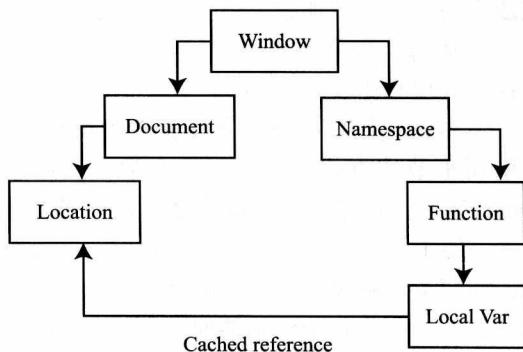 Window
Document
Namespace
Location
Function
Local Var
Cached reference